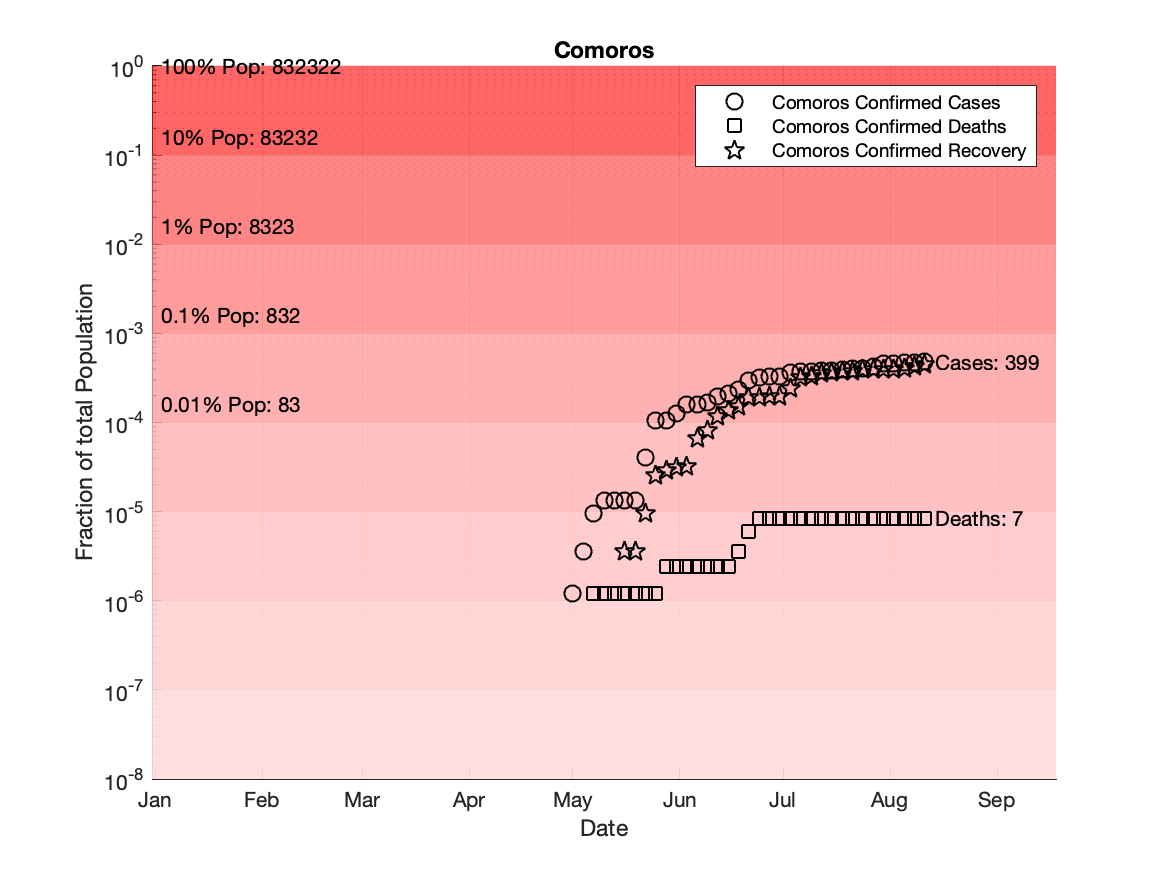 Comoros
10^0
100% Pop: 832322
Comoros Confirmed Cases
Comoros Confirmed Deaths
Comoros Confirmed Recovery
10% Pop: 83232
10^-1
1% Pop: 8323
10^-2
0.1% Pop: 832
10^-3
Cases: 399
0.01% Pop: 83
10^-4
10^-5
Deaths: 7
10^-6
10^-7
10^-8
Fraction of total Population
Jan Feb Mar Apr May Jun Jul Aug Sep
Date